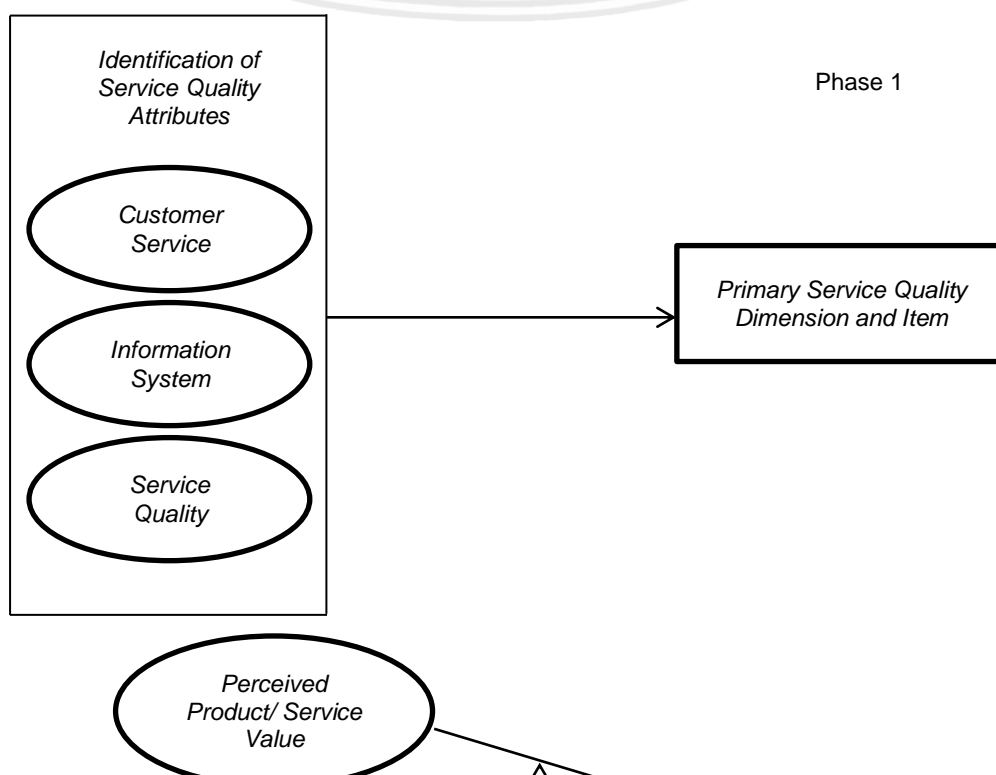 Identification of
Service Quality
Attributes
Phase 1
Customer
Service
Primary Service Quality
Dimension and Item
Information
System
Service
Quality
Perceived
Product/ Service
Value